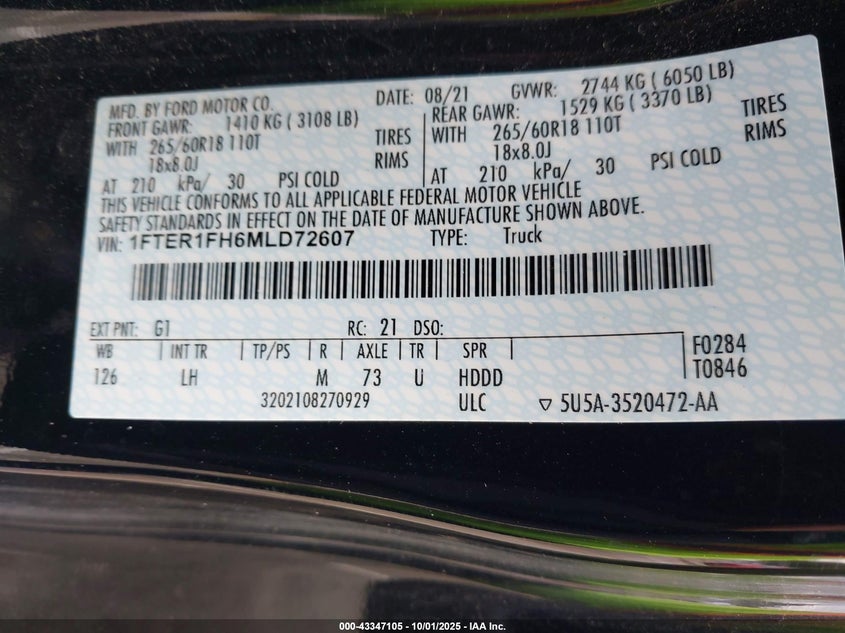 MFD. BY FORD MOTOR CO. DATE: 08/21 GVWR: 2744 KG ( 6050 LB)
FRONT GAWR: 1410 KG ( 3108 LB) REAR GAWR: 1529 KG ( 3370 LB)
WITH 265/60R18 110T TIRES WITH 265/60R18 110T TIRES
18x8.0J RIMS 18x8.0J RIMS
AT 210 kPa/ 30 PSI COLD AT 210 kPa/ 30 PSI COLD
THIS VEHICLE CONFORMS TO ALL APPLICABLE FEDERAL MOTOR VEHICLE
SAFETY STANDARDS IN EFFECT ON THE DATE OF MANUFACTURE SHOWN ABOVE.
VIN: 1FTER1FH6MLD72607 TYPE: Truck
EXT PNT: G1 RC: 21 DSO:
WB INT TR TP/PS R AXLE TR SPR F0284
126 LH M 73 U HDDD T0846
3202108270929 ULC ▽ 5U5A-3520472-AA
000-43347105 - 10/01/2025 - IAA Inc.